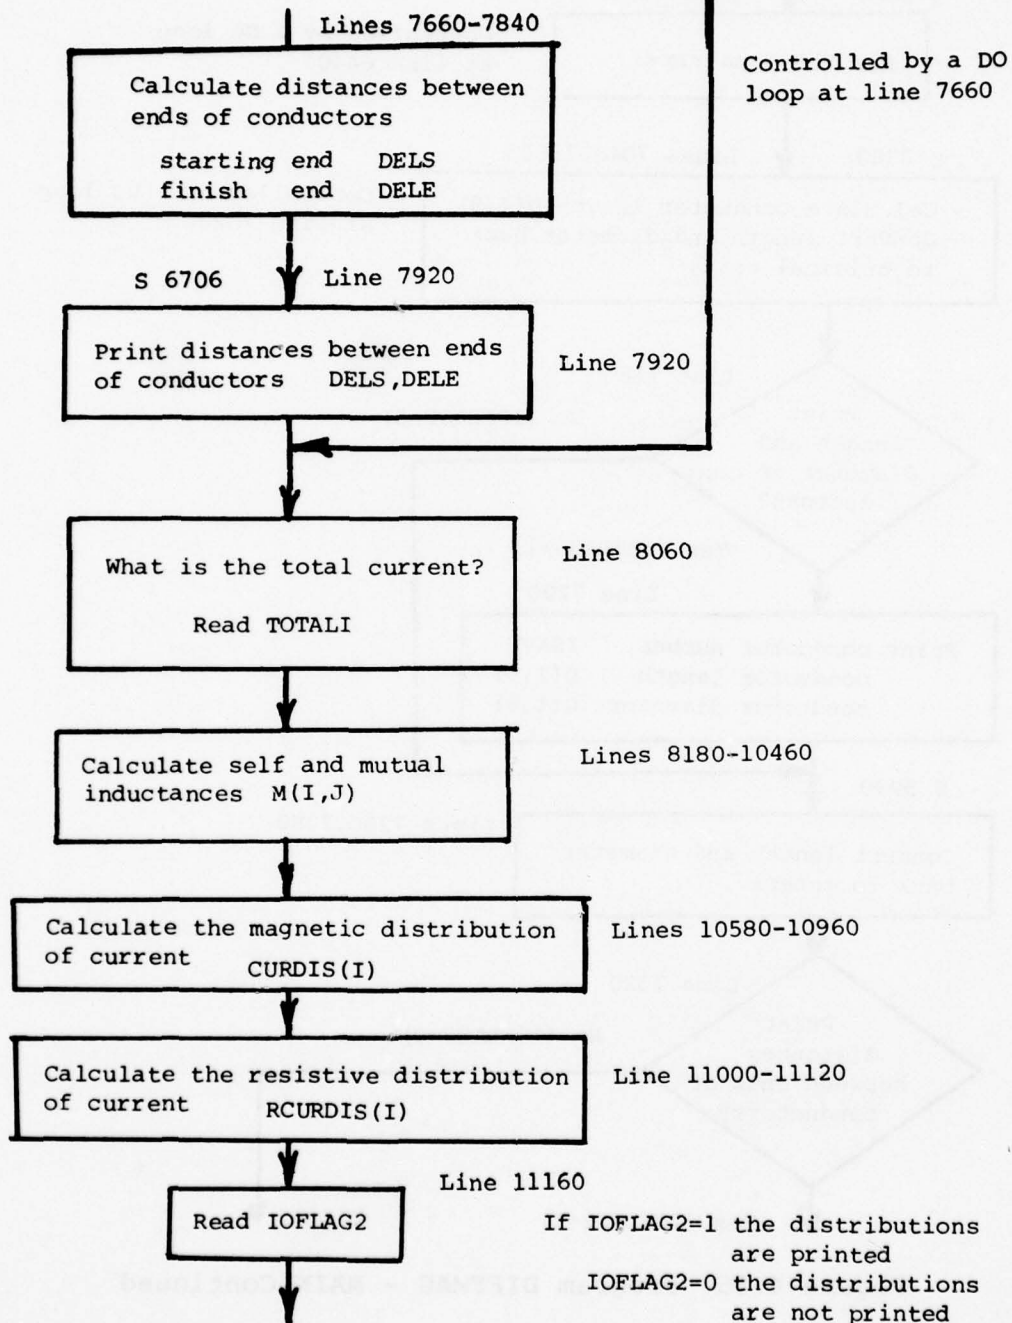 Lines 7660-7840
Controlled by a DO
loop at line 7660
Calculate distances between
ends of conductors
starting end DELS
finish end DELE
S 6706 Line 7920
Print distances between ends
of conductors DELS,DELE
Line 7920
What is the total current?
Read TOTALI
Line 8060
Calculate self and mutual
inductances M(I,J)
Lines 8180-10460
Calculate the magnetic distribution
of current CURDIS(I)
Lines 10580-10960
Calculate the resistive distribution
of current RCURDIS(I)
Line 11000-11120
Line 11160
Read IOFLAG2
If IOFLAG2=1 the distributions
are printed
IOFLAG2=0 the distributions
are not printed